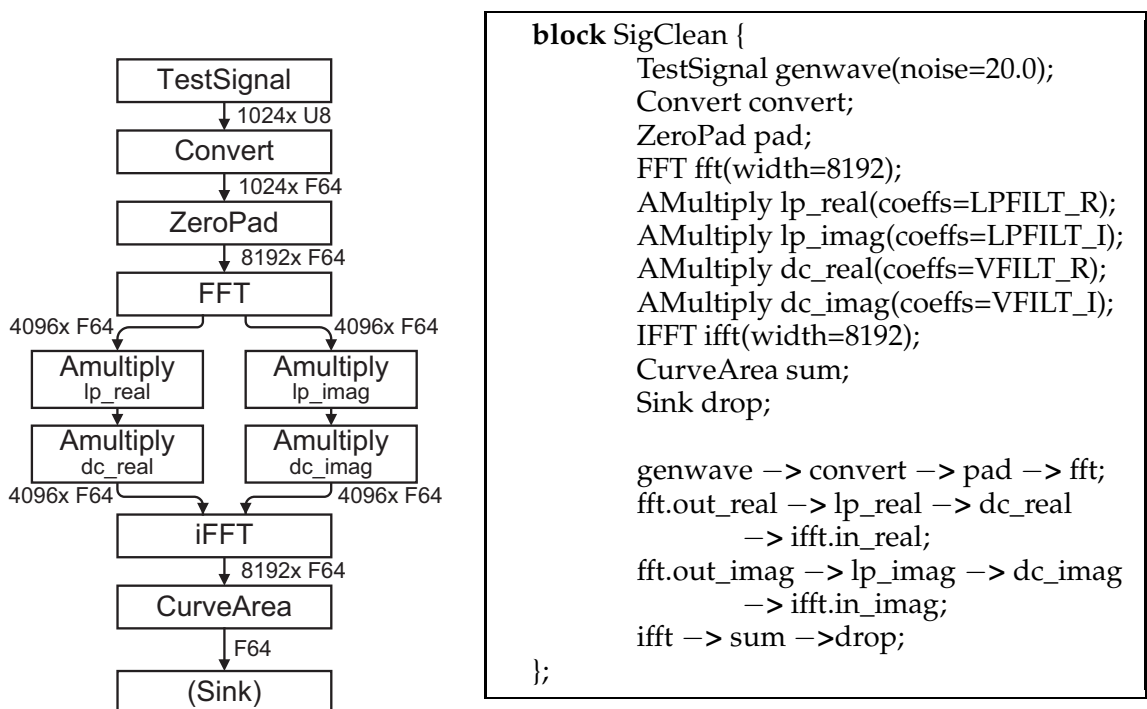 TestSignal
1024x U8
Convert
1024x F64
ZeroPad
8192x F64
FFT
4096x F64
4096x F64
Amultiply
lp_real
Amultiply
lp_imag
Amultiply
dc_real
Amultiply
dc_imag
4096x F64
4096x F64
iFFT
8192x F64
CurveArea
F64
(Sink)
block SigClean {
TestSignal genwave(noise=20.0);
Convert convert;
ZeroPad pad;
FFT fft(width=8192);
AMultiply lp_real(coeffs=LPFILT_R);
AMultiply lp_imag(coeffs=LPFILT_I);
AMultiply dc_real(coeffs=VFILT_R);
AMultiply dc_imag(coeffs=VFILT_I);
IFFT ifft(width=8192);
CurveArea sum;
Sink drop;
genwave −> convert −> pad −> fft;
fft.out_real −> lp_real −> dc_real
−> ifft.in_real;
fft.out_imag −> lp_imag −> dc_imag
−> ifft.in_imag;
ifft −> sum −>drop;
};